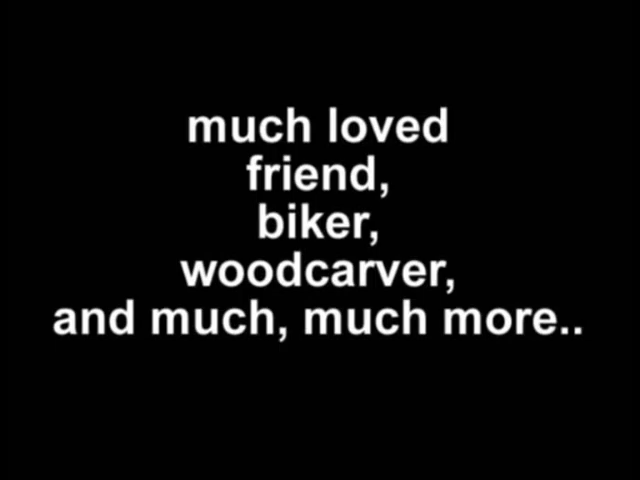 much loved
friend,
biker,
woodcarver,
and much, much more..